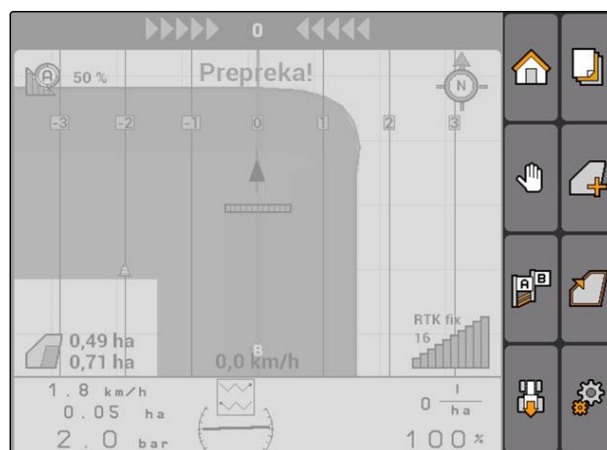 0
A
50 %
Prepreka!
N
-3 -2 -1 0 1 2 3
A
A B
RTK fix
16
0,49 ha
0,71 ha
B
0,0 km/h
1.8 km/h
0.05 ha
2.0 bar
0 l/ha
100%